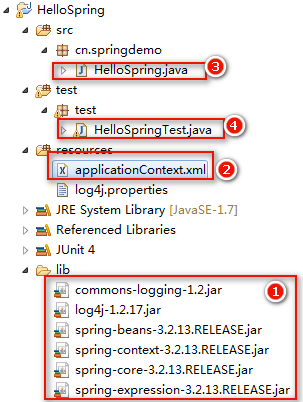 HelloSpring
src
cn.springdemo
HelloSpring.java 3
test
test
HelloSpringTest.java 4
resources
applicationContext.xml 2
log4j.properties
JRE System Library [JavaSE-1.7]
Referenced Libraries
JUnit 4
lib
commons-logging-1.2.jar 1
log4j-1.2.17.jar
spring-beans-3.2.13.RELEASE.jar
spring-context-3.2.13.RELEASE.jar
spring-core-3.2.13.RELEASE.jar
spring-expression-3.2.13.RELEASE.jar